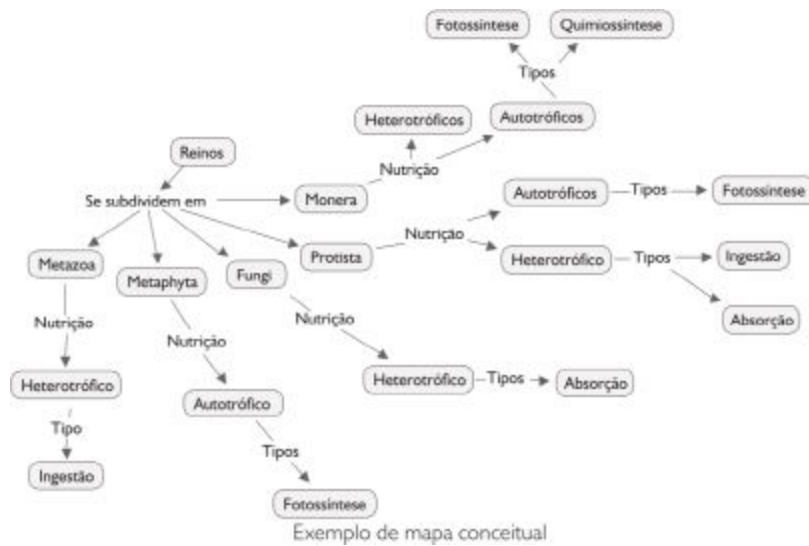 Fotossíntese
Quimiossíntese
Tipos
Heterotróficos
Autotróficos
Reinos
Nutrição
Se subdividem em
Monera
Autotróficos
Tipos
Fotossíntese
Nutrição
Metazoa
Metaphyta
Fungi
Protista
Heterotrófico
Tipos
Ingestão
Absorção
Nutrição
Nutrição
Nutrição
Heterotrófico
Autotrófico
Heterotrófico
Tipos
Absorção
Tipo
Tipos
Ingestão
Fotossíntese
Exemplo de mapa conceitual